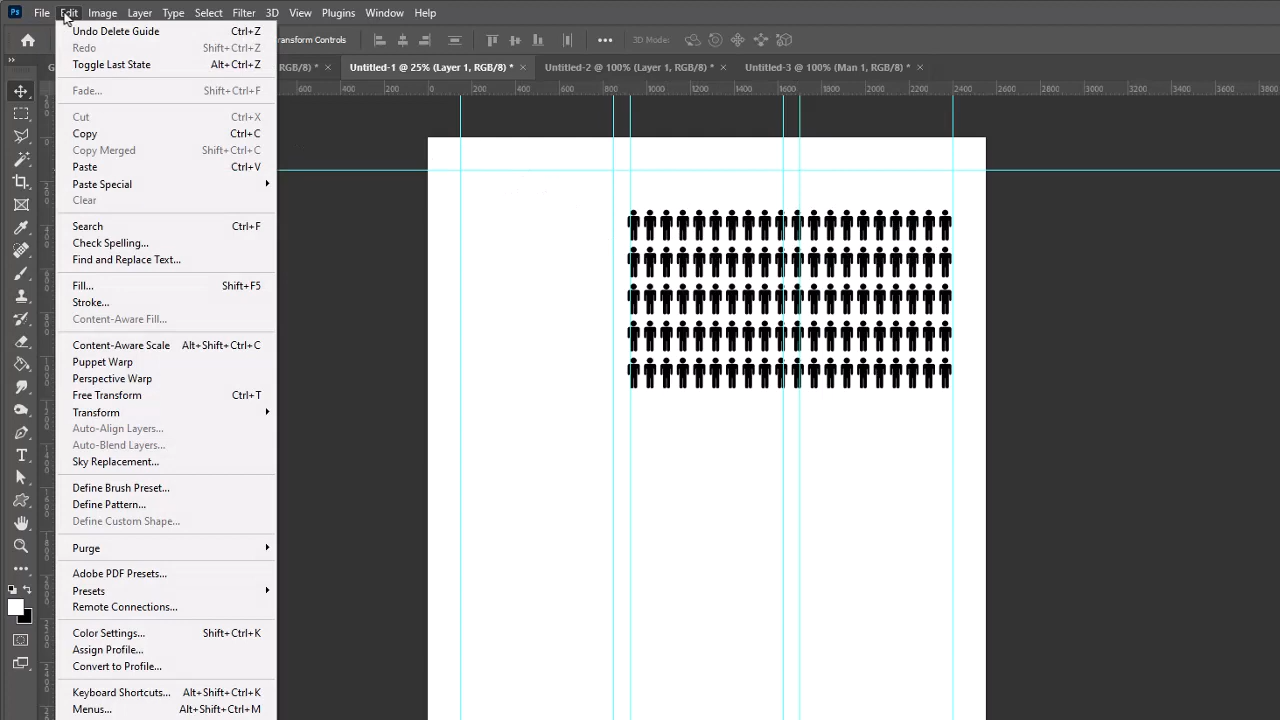 Ps File Edit Image Layer Type Select Filter 3D View Plugins Window Help
Transform Controls 3D Mode:
G RGB/8) * × Untitled-1 @ 25% (Layer 1, RGB/8) * × Untitled-2 @ 100% (Layer 1, RGB/8) * × Untitled-3 @ 100% (Man 1, RGB/8) * ×
600 400 200 0 200 400 600 800 1000 1200 1400 1600 1800 2000 2200 2400 2600 2800 3000 3200 3400 3600 3800
Undo Delete Guide Ctrl+Z
Redo Shift+Ctrl+Z
Toggle Last State Alt+Ctrl+Z
Fade... Shift+Ctrl+F
Cut Ctrl+X
Copy Ctrl+C
Copy Merged Shift+Ctrl+C
Paste Ctrl+V
Paste Special
Clear
Search Ctrl+F
Check Spelling...
Find and Replace Text...
Fill... Shift+F5
Stroke...
Content-Aware Fill...
Content-Aware Scale Alt+Shift+Ctrl+C
Puppet Warp
Perspective Warp
Free Transform Ctrl+T
Transform
Auto-Align Layers...
Auto-Blend Layers...
Sky Replacement...
Define Brush Preset...
Define Pattern...
Define Custom Shape...
Purge
Adobe PDF Presets...
Presets
Remote Connections...
Color Settings... Shift+Ctrl+K
Assign Profile...
Convert to Profile...
Keyboard Shortcuts... Alt+Shift+Ctrl+K
Menus... Alt+Shift+Ctrl+M